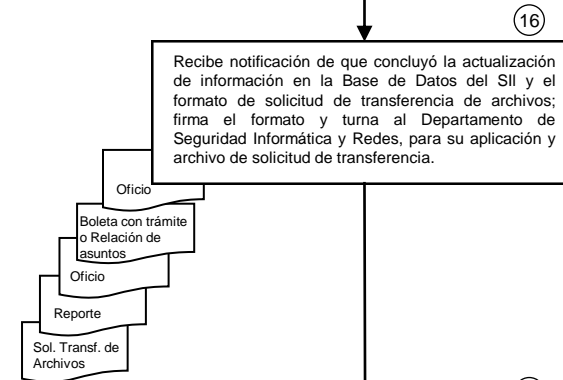 16
Recibe notificación de que concluyó la actualización
de información en la Base de Datos del SII y el
formato de solicitud de transferencia de archivos;
firma el formato y turna al Departamento de
Seguridad Informática y Redes, para su aplicación y
archivo de solicitud de transferencia.
Oficio
Boleta con trámite
o Relación de
asuntos
Oficio
Reporte
Sol. Transf. de
Archivos